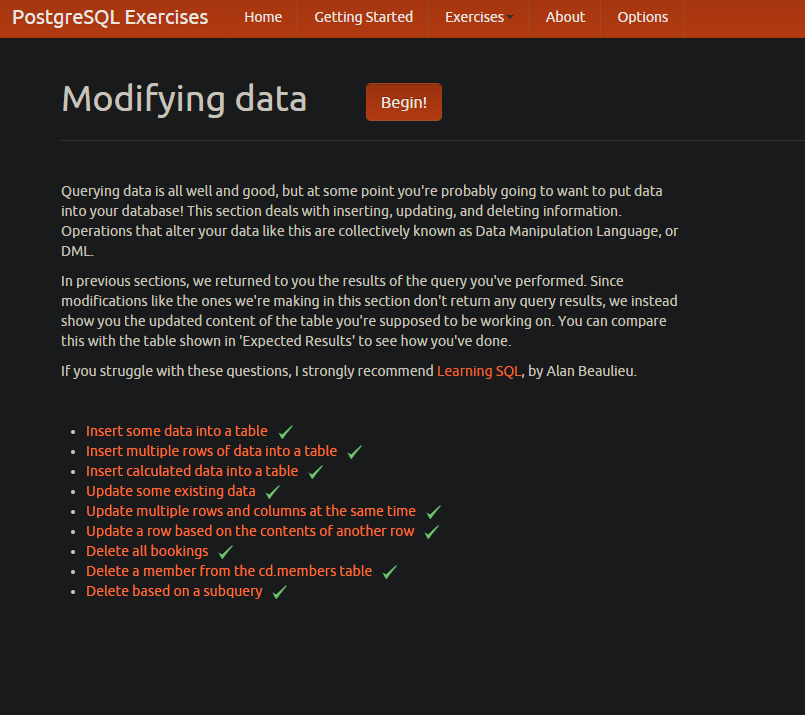 PostgreSQL Exercises Home Getting Started Exercises About Options
Modifying data Begin!
Querying data is all well and good, but at some point you're probably going to want to put data
into your database! This section deals with inserting, updating, and deleting information.
Operations that alter your data like this are collectively known as Data Manipulation Language, or
DML.
In previous sections, we returned to you the results of the query you've performed. Since
modifications like the ones we're making in this section don't return any query results, we instead
show you the updated content of the table you're supposed to be working on. You can compare
this with the table shown in 'Expected Results' to see how you've done.
If you struggle with these questions, I strongly recommend Learning SQL, by Alan Beaulieu.
Insert some data into a table
Insert multiple rows of data into a table
Insert calculated data into a table
Update some existing data
Update multiple rows and columns at the same time
Update a row based on the contents of another row
Delete all bookings
Delete a member from the cd.members table
Delete based on a subquery